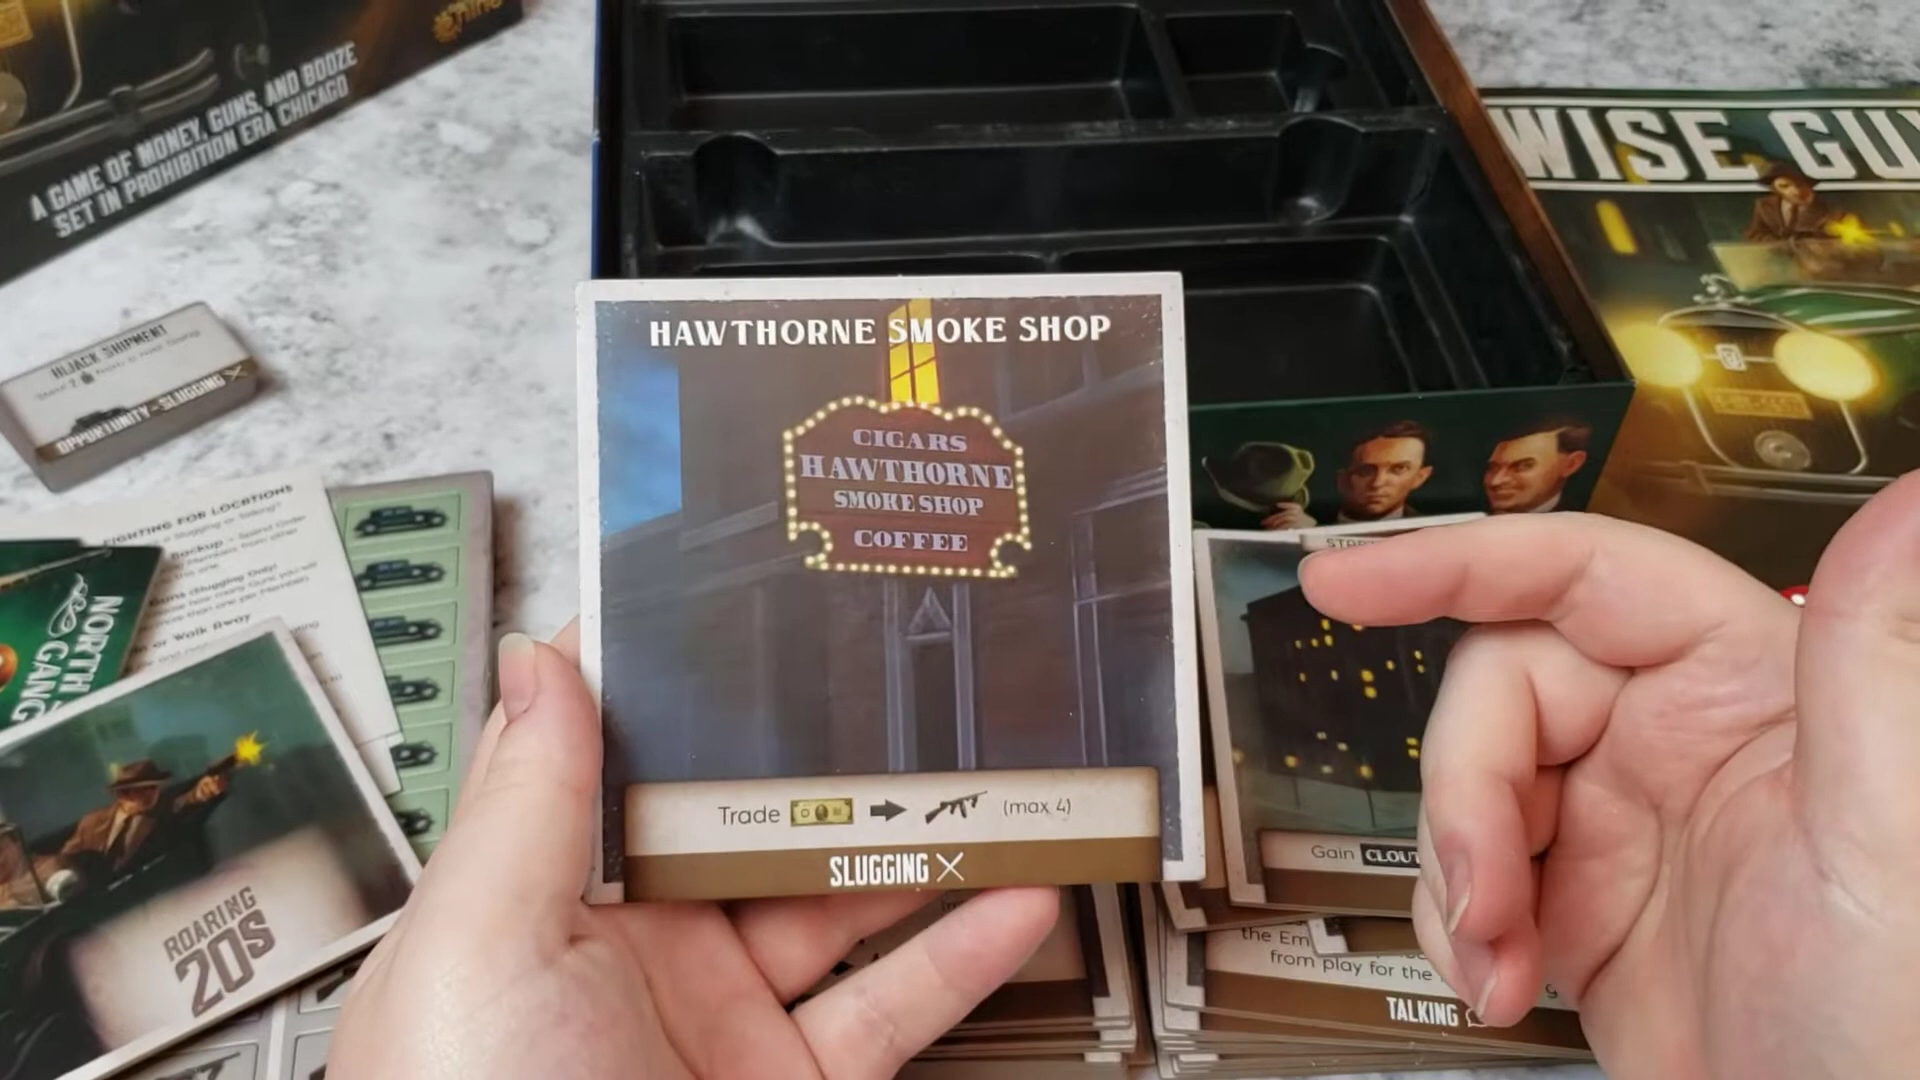 A GAME OF MONEY, GUNS, AND BOOZE
SET IN PROHIBITION ERA CHICAGO
WISE GU
HIJACK SHIPMENT
OPPORTUNITY - SLUGGING
HAWTHORNE SMOKE SHOP
CIGARS
HAWTHORNE
SMOKE SHOP
COFFEE
Trade
(max 4)
SLUGGING
FIGHTING FOR LOCATIONS
Backup
or Walk Away
NORTH
GANG
ROARING
20s
Gain CLOUT
the Em
from play for the
TALKING